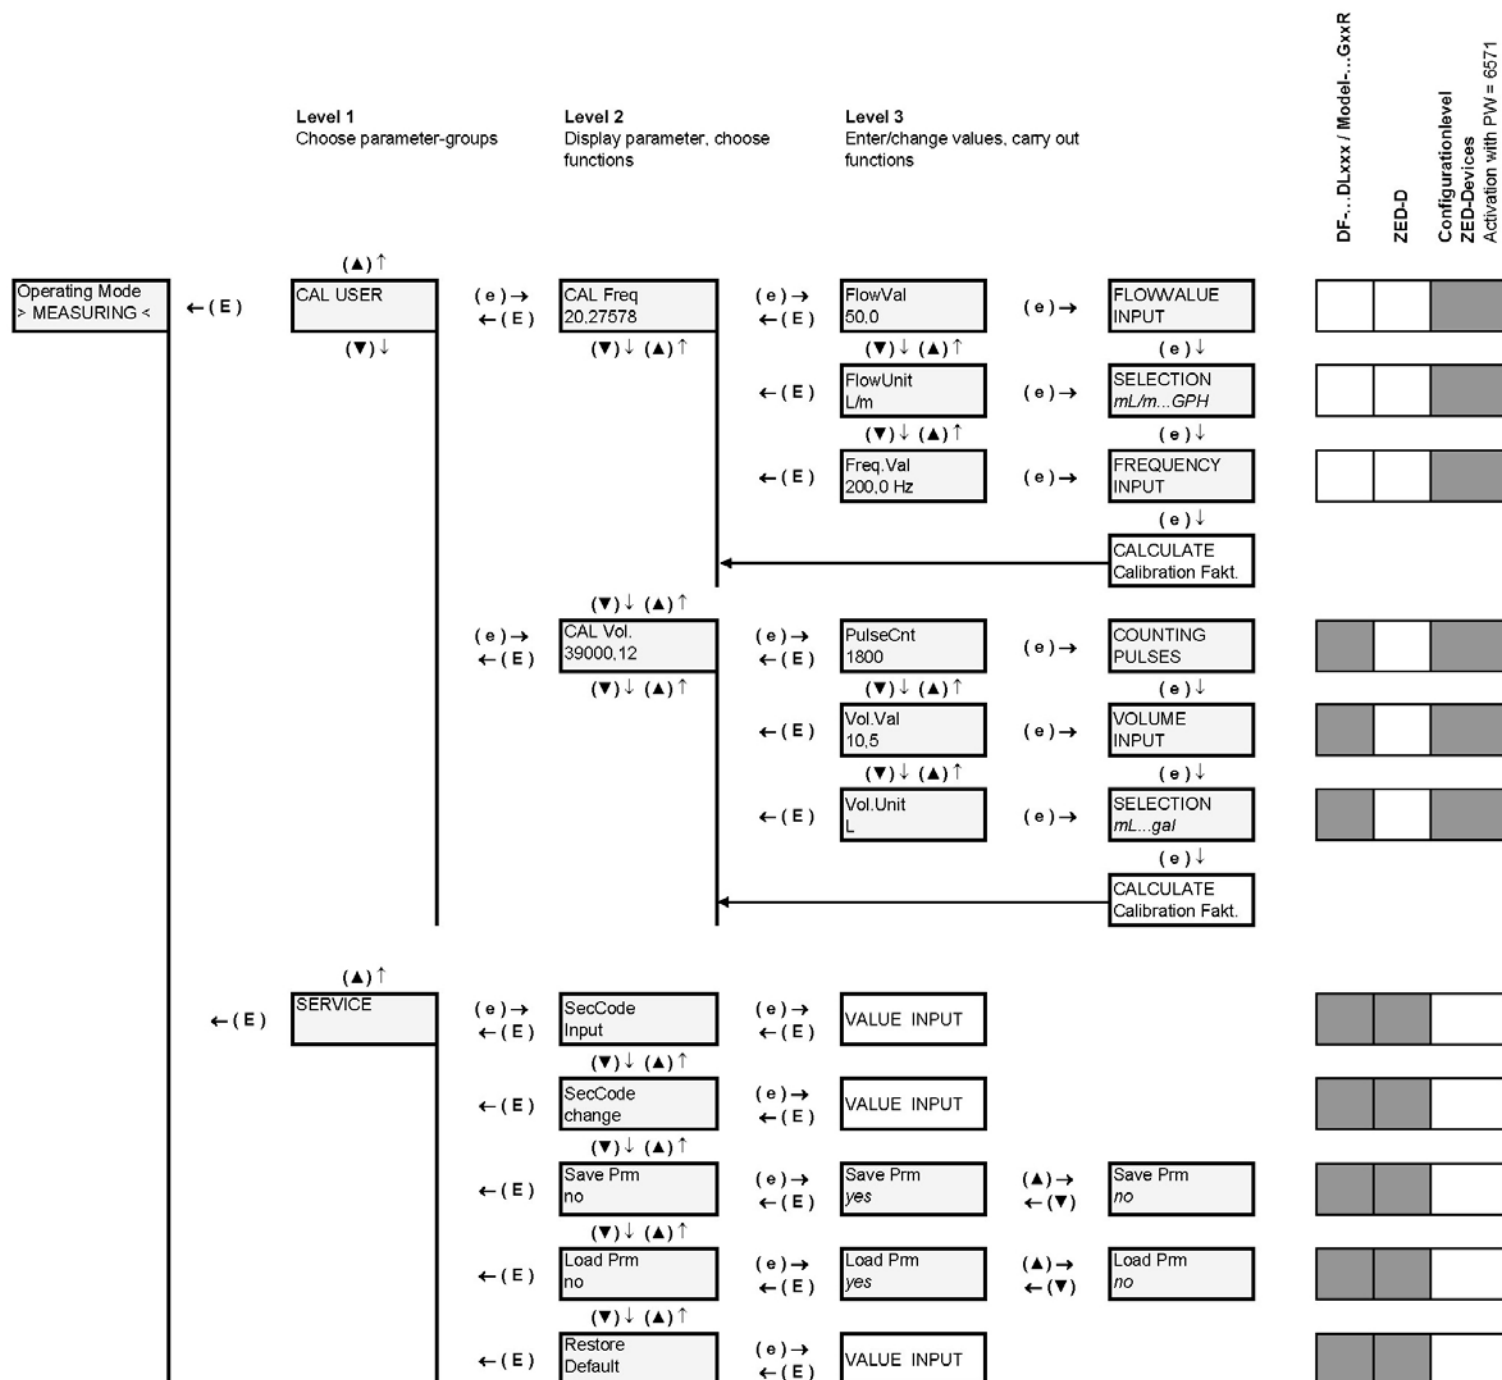 DF-...DLxxx / Model-...GxxR
ZED-D
Configurationlevel
ZED-Devices
Activation with PW = 6571
Level 1
Choose parameter-groups
Level 2
Display parameter, choose
functions
Level 3
Enter/change values, carry out
functions
(▲)↑
Operating Mode
> MEASURING <
←(E)
CAL USER
(e)→
←(E)
CAL Freq
20,27578
(e)→
←(E)
FlowVal
50,0
(e)→
FLOWVALUE
INPUT
(▼)↓
(▼)↓ (▲)↑
(▼)↓ (▲)↑
(e)↓
←(E)
FlowUnit
L/m
(e)→
SELECTION
mL/m...GPH
(▼)↓ (▲)↑
(e)↓
←(E)
Freq.Val
200,0 Hz
(e)→
FREQUENCY
INPUT
(e)↓
CALCULATE
Calibration Fakt.
(▼)↓ (▲)↑
(e)→
←(E)
CAL Vol.
39000,12
(e)→
←(E)
PulseCnt
1800
(e)→
COUNTING
PULSES
(▼)↓ (▲)↑
(▼)↓ (▲)↑
(e)↓
←(E)
Vol.Val
10,5
(e)→
VOLUME
INPUT
(▼)↓ (▲)↑
(e)↓
←(E)
Vol.Unit
L
(e)→
SELECTION
mL...gal
(e)↓
CALCULATE
Calibration Fakt.
(▲)↑
←(E)
SERVICE
(e)→
←(E)
SecCode
Input
(e)→
←(E)
VALUE INPUT
(▼)↓ (▲)↑
←(E)
SecCode
change
(e)→
←(E)
VALUE INPUT
(▼)↓ (▲)↑
←(E)
Save Prm
no
(e)→
←(E)
Save Prm
yes
(▲)→
←(▼)
Save Prm
no
(▼)↓ (▲)↑
←(E)
Load Prm
no
(e)→
←(E)
Load Prm
yes
(▲)→
←(▼)
Load Prm
no
(▼)↓ (▲)↑
←(E)
Restore
Default
(e)→
←(E)
VALUE INPUT